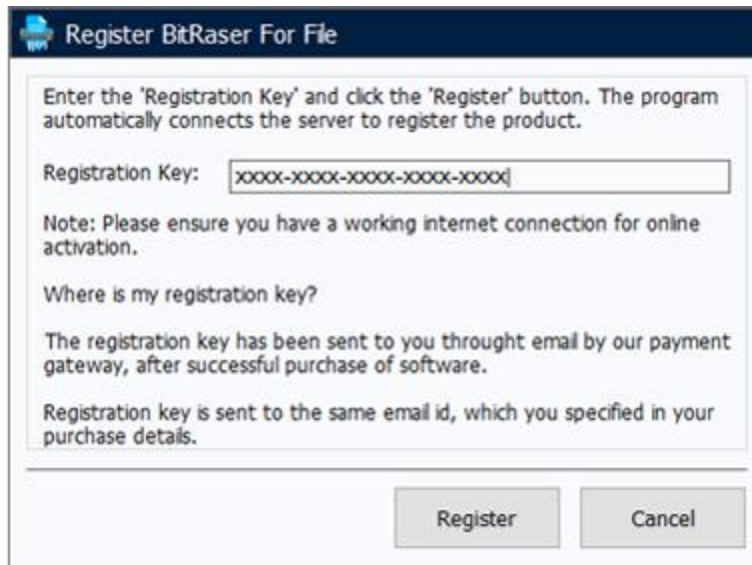 Register BitRaser For File
Enter the 'Registration Key' and click the 'Register' button. The program
automatically connects the server to register the product.
Registration Key: xxxx-xxxx-xxxx-xxxx-xxxx
Note: Please ensure you have a working internet connection for online
activation.
Where is my registration key?
The registration key has been sent to you throught email by our payment
gateway, after successful purchase of software.
Registration key is sent to the same email id, which you specified in your
purchase details.
Register Cancel